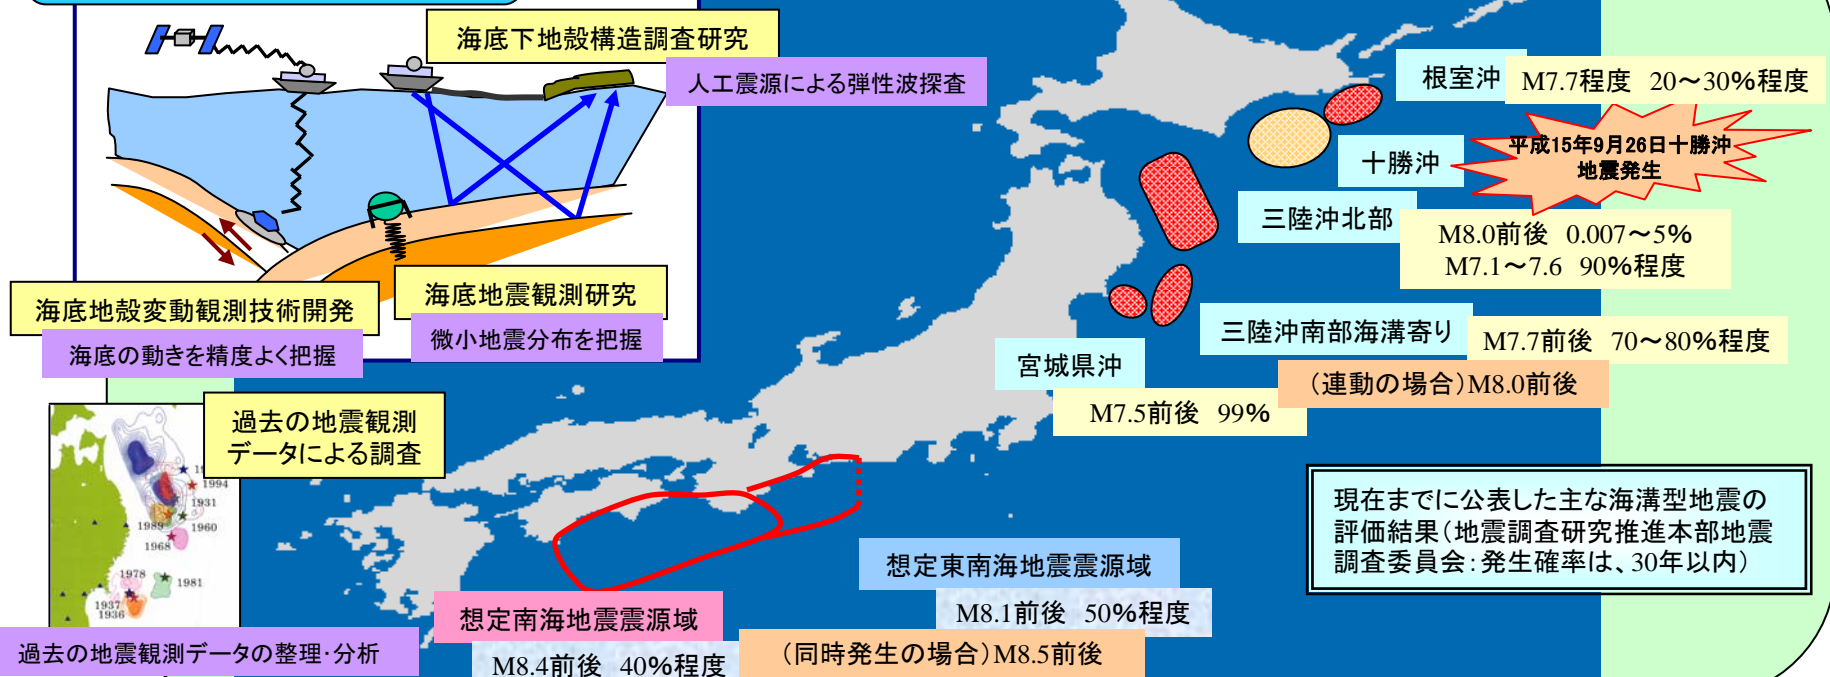 海底下地殻構造調査研究
人工震源による弾性波探査
海底地殻変動観測技術開発
海底の動きを精度よく把握
海底地震観測研究
微小地震分布を把握
過去の地震観測
データによる調査
1994
1931
1989
1960
1968
1978
1981
1937
1936
過去の地震観測データの整理・分析
根室沖
M7.7程度 20～30%程度
平成15年9月26日十勝沖
地震発生
十勝沖
三陸沖北部
M8.0前後 0.007～5%
M7.1～7.6 90%程度
三陸沖南部海溝寄り
M7.7前後 70～80%程度
（連動の場合）M8.0前後
宮城県沖
M7.5前後 99%
現在までに公表した主な海溝型地震の
評価結果（地震調査研究推進本部地震
調査委員会：発生確率は、30年以内）
想定東南海地震震源域
M8.1前後 50%程度
想定南海地震震源域
M8.4前後 40%程度
（同時発生の場合）M8.5前後